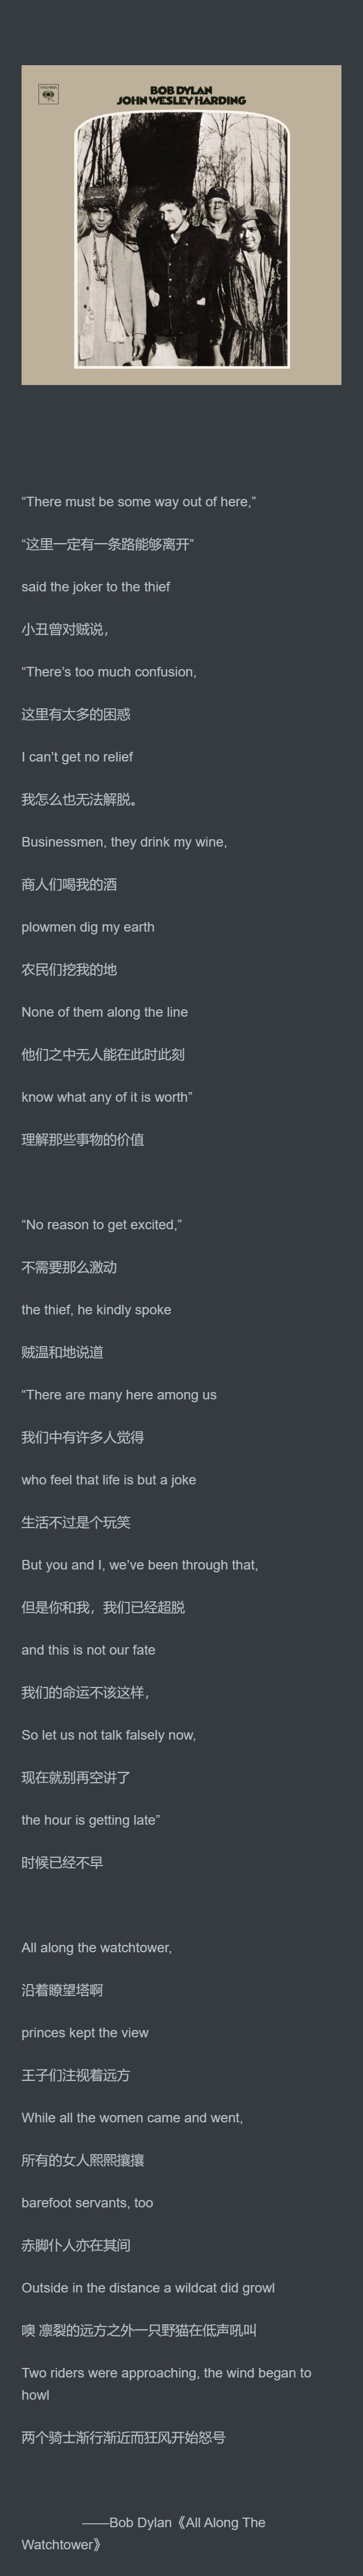 COLUMBIA
BOB DYLAN
JOHN WESLEY HARDING
“There must be some way out of here,”
“这里一定有一条路能够离开”
said the joker to the thief
小丑曾对贼说，
“There’s too much confusion,
这里有太多的困惑
I can’t get no relief
我怎么也无法解脱。
Businessmen, they drink my wine,
商人们喝我的酒
plowmen dig my earth
农民们挖我的地
None of them along the line
他们之中无人能在此时此刻
know what any of it is worth”
理解那些事物的价值
“No reason to get excited,”
不需要那么激动
the thief, he kindly spoke
贼温和地说道
“There are many here among us
我们中有许多人觉得
who feel that life is but a joke
生活不过是个玩笑
But you and I, we’ve been through that,
但是你和我，我们已经超脱
and this is not our fate
我们的命运不该这样，
So let us not talk falsely now,
现在就别再空讲了
the hour is getting late”
时候已经不早
All along the watchtower,
沿着瞭望塔啊
princes kept the view
王子们注视着远方
While all the women came and went,
所有的女人熙熙攘攘
barefoot servants, too
赤脚仆人亦在其间
Outside in the distance a wildcat did growl
噢 凛裂的远方之外一只野猫在低声吼叫
Two riders were approaching, the wind began to
howl
两个骑士渐行渐近而狂风开始怒号
——Bob Dylan《All Along The
Watchtower》